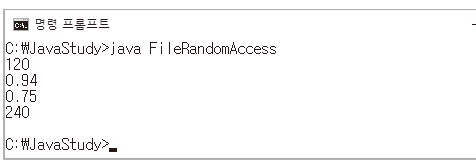 명령 프롬프트
C:₩JavaStudy>java FileRandomAccess
120
0.94
0.75
240
C:₩JavaStudy>